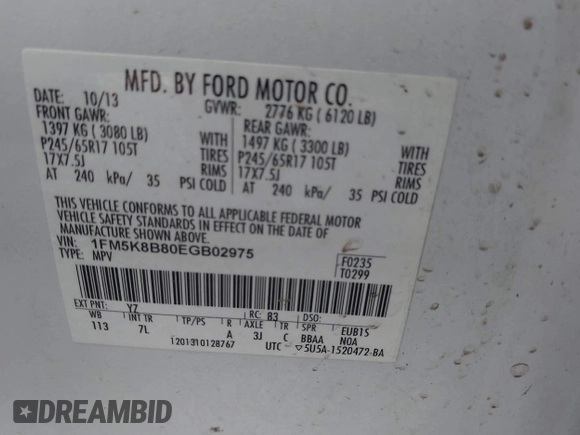 MFD. BY FORD MOTOR CO.
DATE: 10/13 GVWR: 2776 KG ( 6120 LB)
FRONT GAWR: REAR GAWR:
1397 KG ( 3080 LB) WITH 1497 KG ( 3300 LB) WITH
P245/65R17 105T TIRES P245/65R17 105T TIRES
17X7.5J RIMS 17X7.5J RIMS
AT 240 kPa/ 35 PSI COLD AT 240 kPa/ 35 PSI COLD
THIS VEHICLE CONFORMS TO ALL APPLICABLE FEDERAL MOTOR
VEHICLE SAFETY STANDARDS IN EFFECT ON THE DATE OF
MANUFACTURE SHOWN ABOVE.
VIN: 1FM5K8B80EGB02975 F0235
TYPE: MPV T0299
EXT PNT: YZ RC: 83 DSO:
WB INT TR TP/PS R AXLE TR SPR EUB1S
113 7L A 3J C BBAA NOA
i201310128767 UTC ▽5U5A-1520472-BA
DREAMBID